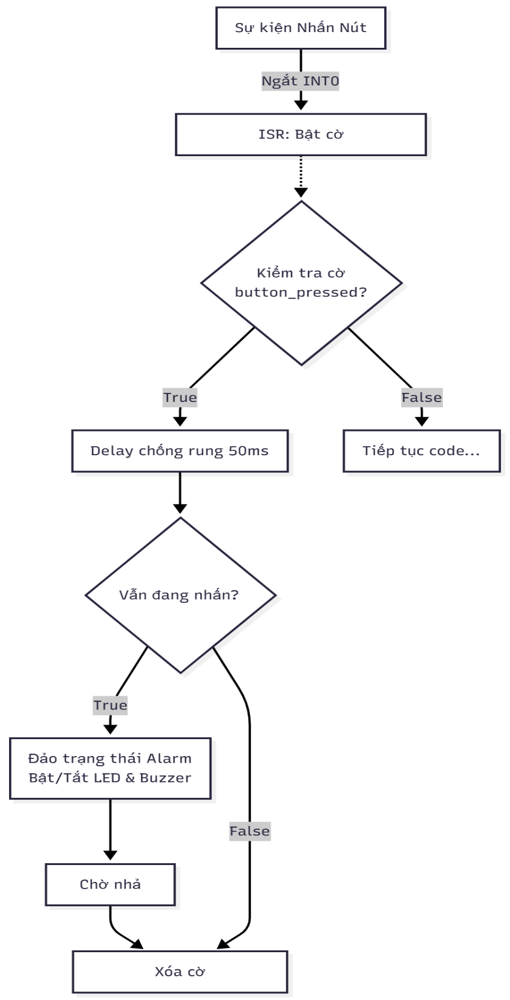 Sự kiện Nhấn Nút
Ngắt INT0
ISR: Bật cờ
Kiểm tra cờ
button_pressed?
True
False
Delay chống rung 50ms
Tiếp tục code...
Vẫn đang nhấn?
True
Đảo trạng thái Alarm
Bật/Tắt LED & Buzzer
False
Chờ nhả
Xóa cờ